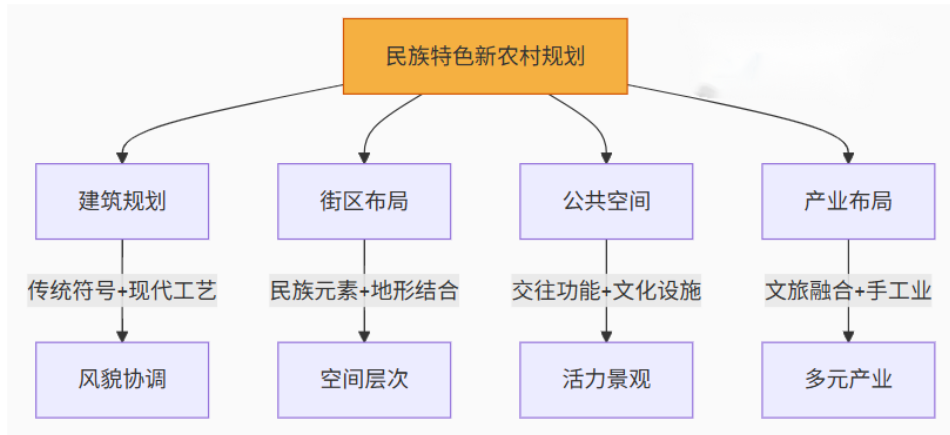 民族特色新农村规划
建筑规划
街区布局
公共空间
产业布局
传统符号+现代工艺
民族元素+地形结合
交往功能+文化设施
文旅融合+手工业
风貌协调
空间层次
活力景观
多元产业